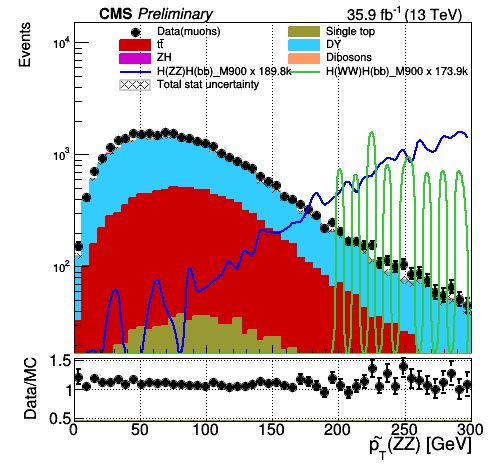 CMS Preliminary 35.9 fb⁻¹ (13 TeV)
Events
Data(muons) Single top
tt̄ DY
ZH Dibosons
H(ZZ)H(bb)_M900 x 189.8k H(WW)H(bb)_M900 x 173.9k
Total stat uncertainty
10⁴
10³
10²
Data/MC
1.5
1
0.5
0 50 100 150 200 250 300
p̃_T(ZZ) [GeV]